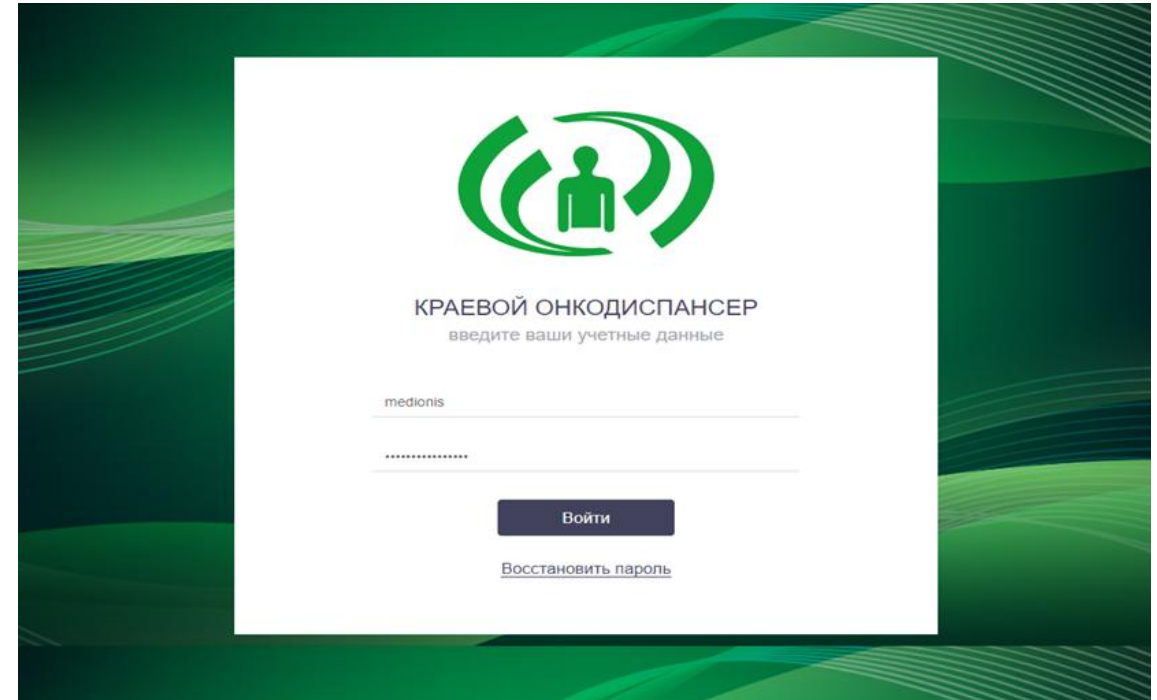 КРАЕВОЙ ОНКОДИСПАНСЕР
введите ваши учетные данные
medionis
••••••••••••••••
Войти
Восстановить пароль